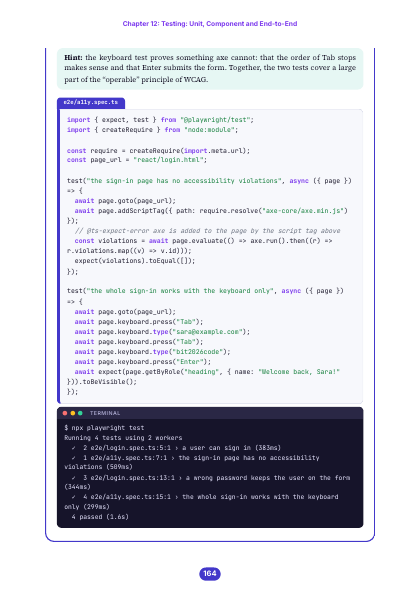 Chapter 12: Testing: Unit, Component and End-to-End
Hint: the keyboard test proves something axe cannot: that the order of Tab stops
makes sense and that Enter submits the form. Together, the two tests cover a large
part of the “operable” principle of WCAG.
e2e/a11y.spec.ts
import { expect, test } from "@playwright/test";
import { createRequire } from "node:module";
const require = createRequire(import.meta.url);
const page_url = "react/login.html";
test("the sign-in page has no accessibility violations", async ({ page })
=> {
await page.goto(page_url);
await page.addScriptTag({ path: require.resolve("axe-core/axe.min.js")
});
// @ts-expect-error axe is added to the page by the script tag above
const violations = await page.evaluate(() => axe.run().then((r) =>
r.violations.map((v) => v.id)));
expect(violations).toEqual([]);
});
test("the whole sign-in works with the keyboard only", async ({ page })
=> {
await page.goto(page_url);
await page.keyboard.press("Tab");
await page.keyboard.type("sara@example.com");
await page.keyboard.press("Tab");
await page.keyboard.type("bit2026code");
await page.keyboard.press("Enter");
await expect(page.getByRole("heading", { name: "Welcome back, Sara!"
})).toBeVisible();
});
TERMINAL
$ npx playwright test
Running 4 tests using 2 workers
✓ 2 e2e/login.spec.ts:5:1 › a user can sign in (383ms)
✓ 1 e2e/a11y.spec.ts:7:1 › the sign-in page has no accessibility
violations (509ms)
✓ 3 e2e/login.spec.ts:13:1 › a wrong password keeps the user on the form
(344ms)
✓ 4 e2e/a11y.spec.ts:15:1 › the whole sign-in works with the keyboard
only (299ms)
4 passed (1.6s)
164